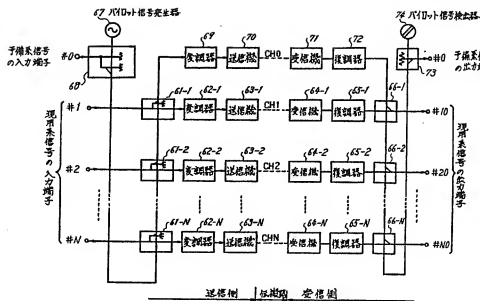 67 パイロット信号発生器
74 パイロット信号検出器
予備系信号の入力端子
#0
68
69
70
71
72
変調器
送信機
CH0
受信機
復調器
73
#0
予備系信号の出力端子
現用系信号の入力端子
#1
61-1
62-1
63-1
64-1
65-1
66-1
変調器
送信機
CH1
受信機
復調器
#10
#2
61-2
62-2
63-2
64-2
65-2
66-2
変調器
送信機
CH2
受信機
復調器
#20
#N
61-N
62-N
63-N
64-N
65-N
66-N
変調器
送信機
CHN
受信機
復調器
#N0
現用系信号の出力端子
送信側
伝搬路
受信側